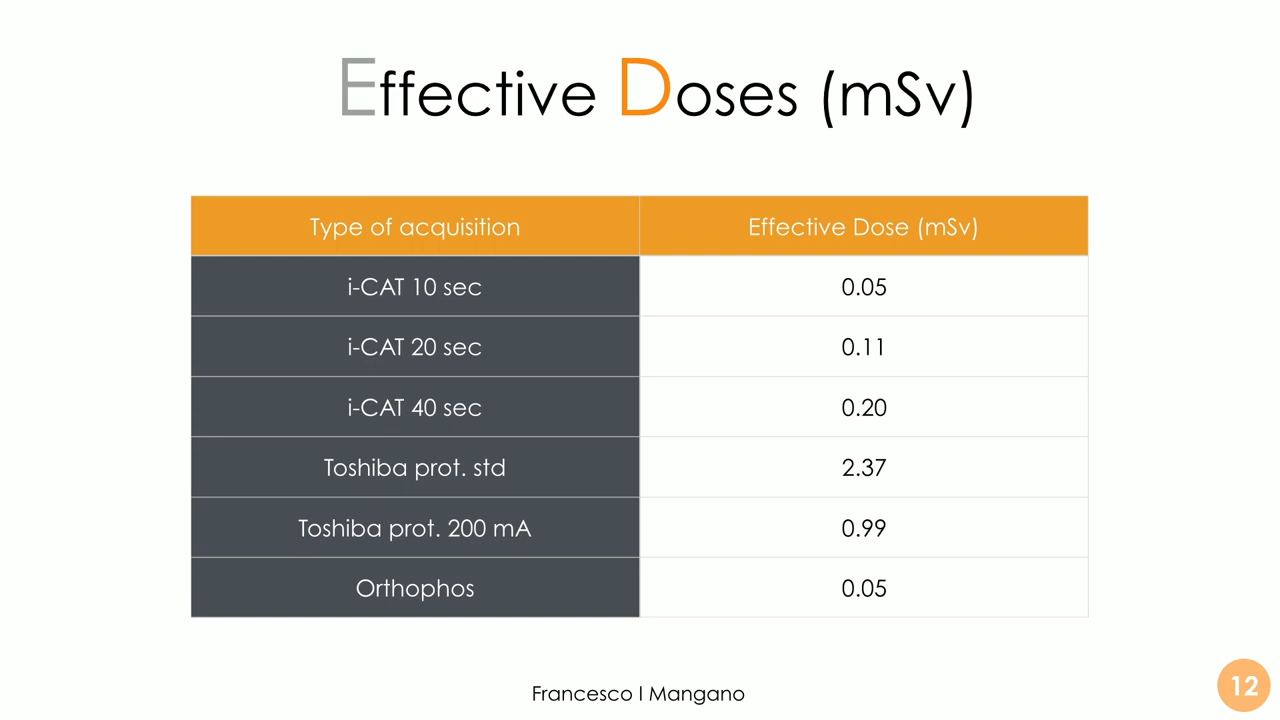 Effective Doses (mSv)
Type of acquisition Effective Dose (mSv)
i-CAT 10 sec 0.05
i-CAT 20 sec 0.11
i-CAT 40 sec 0.20
Toshiba prot. std 2.37
Toshiba prot. 200 mA 0.99
Orthophos 0.05
Francesco I Mangano
12